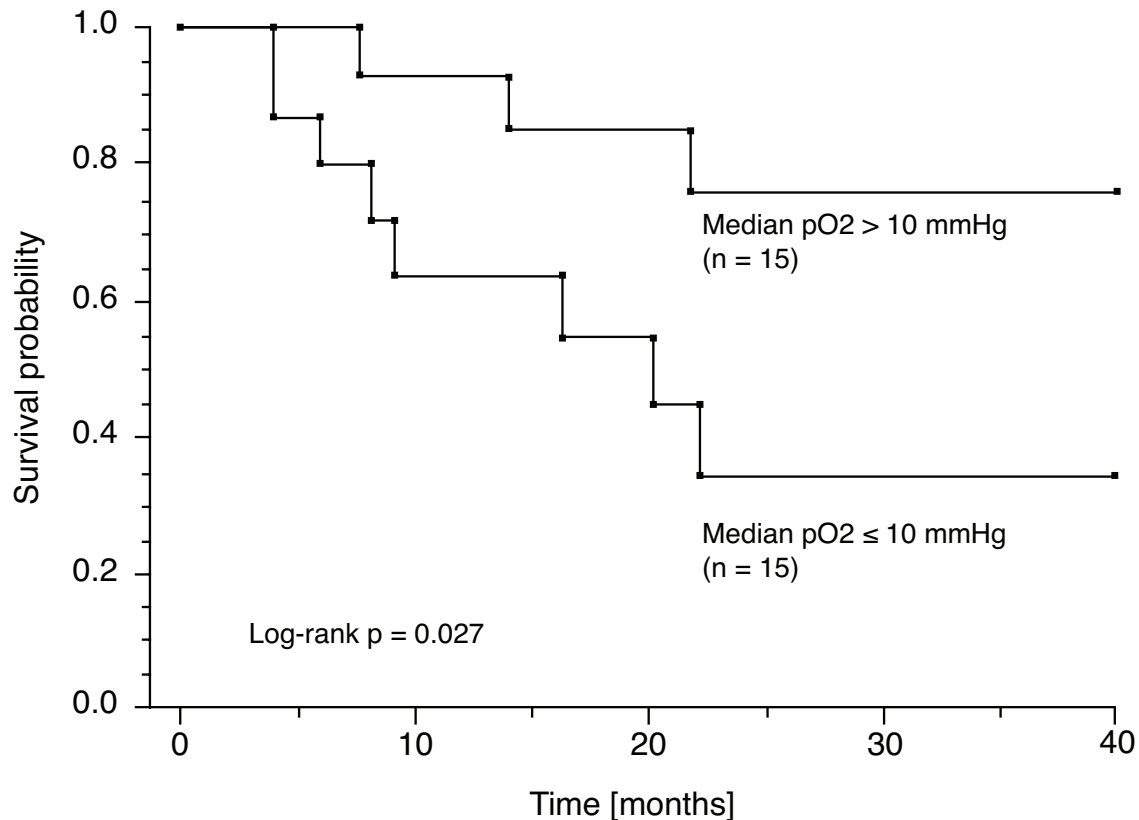 1.0
0.8
0.6
0.4
0.2
0.0
Survival probability
Median pO2 > 10 mmHg
(n = 15)
Median pO2 ≤ 10 mmHg
(n = 15)
Log-rank p = 0.027
0 10 20 30 40
Time [months]